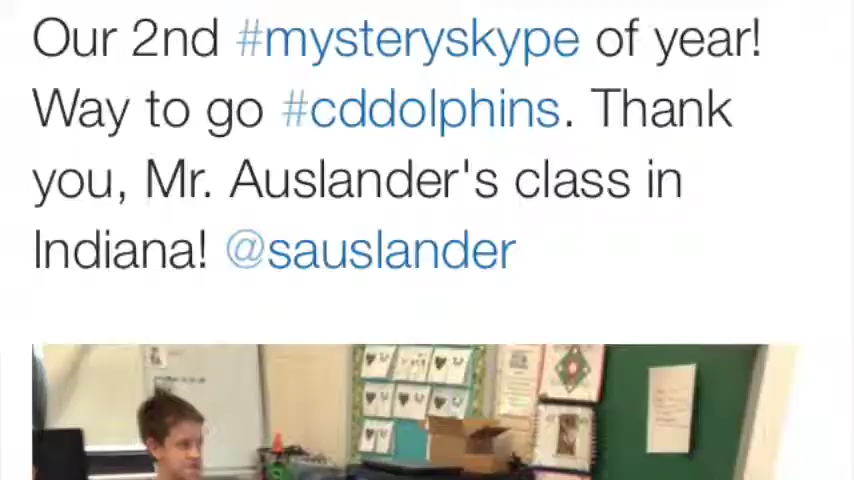 Our 2nd #mysteryskype of year!
Way to go #cddolphins. Thank
you, Mr. Auslander's class in
Indiana! @sauslander